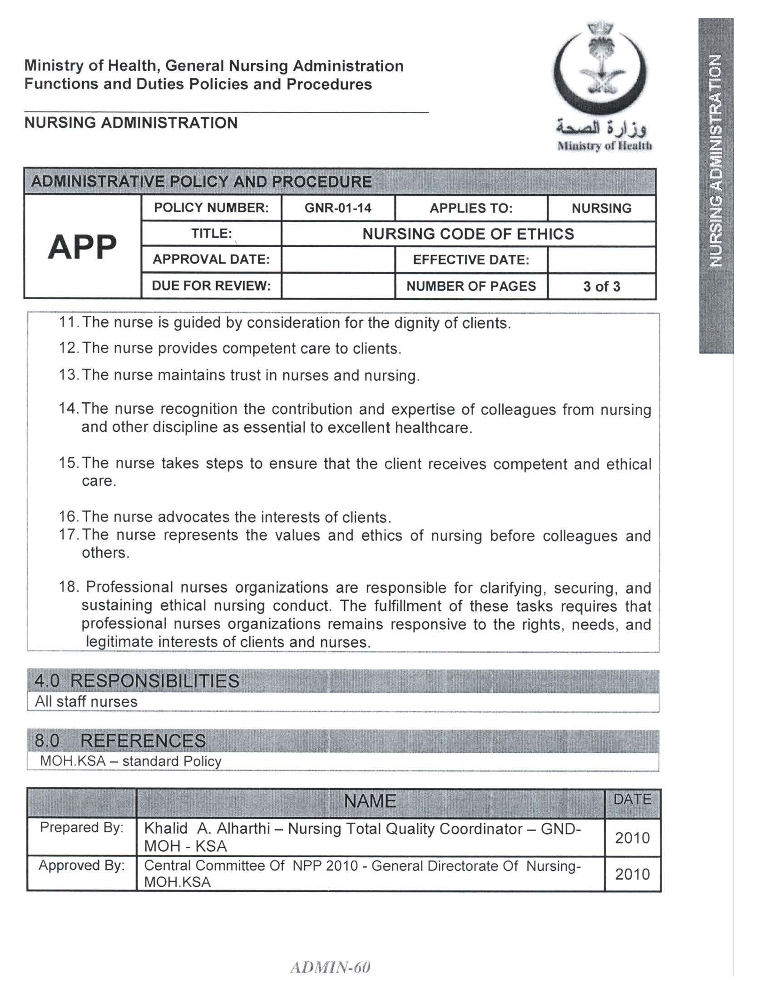 Ministry of Health, General Nursing Administration
Functions and Duties Policies and Procedures
NURSING ADMINISTRATION
وزارة الصحة
Ministry of Health
NURSING ADMINISTRATION
ADMINISTRATIVE POLICY AND PROCEDURE
APP
POLICY NUMBER: GNR-01-14 APPLIES TO: NURSING
TITLE: NURSING CODE OF ETHICS
APPROVAL DATE: EFFECTIVE DATE:
DUE FOR REVIEW: NUMBER OF PAGES 3 of 3
11. The nurse is guided by consideration for the dignity of clients.
12. The nurse provides competent care to clients.
13. The nurse maintains trust in nurses and nursing.
14. The nurse recognition the contribution and expertise of colleagues from nursing
and other discipline as essential to excellent healthcare.
15. The nurse takes steps to ensure that the client receives competent and ethical
care.
16. The nurse advocates the interests of clients.
17. The nurse represents the values and ethics of nursing before colleagues and
others.
18. Professional nurses organizations are responsible for clarifying, securing, and
sustaining ethical nursing conduct. The fulfillment of these tasks requires that
professional nurses organizations remains responsive to the rights, needs, and
legitimate interests of clients and nurses.
4.0 RESPONSIBILITIES
All staff nurses
8.0 REFERENCES
MOH.KSA – standard Policy
NAME DATE
Prepared By: Khalid A. Alharthi – Nursing Total Quality Coordinator – GND-
MOH - KSA 2010
Approved By: Central Committee Of NPP 2010 - General Directorate Of Nursing-
MOH.KSA 2010
ADMIN-60